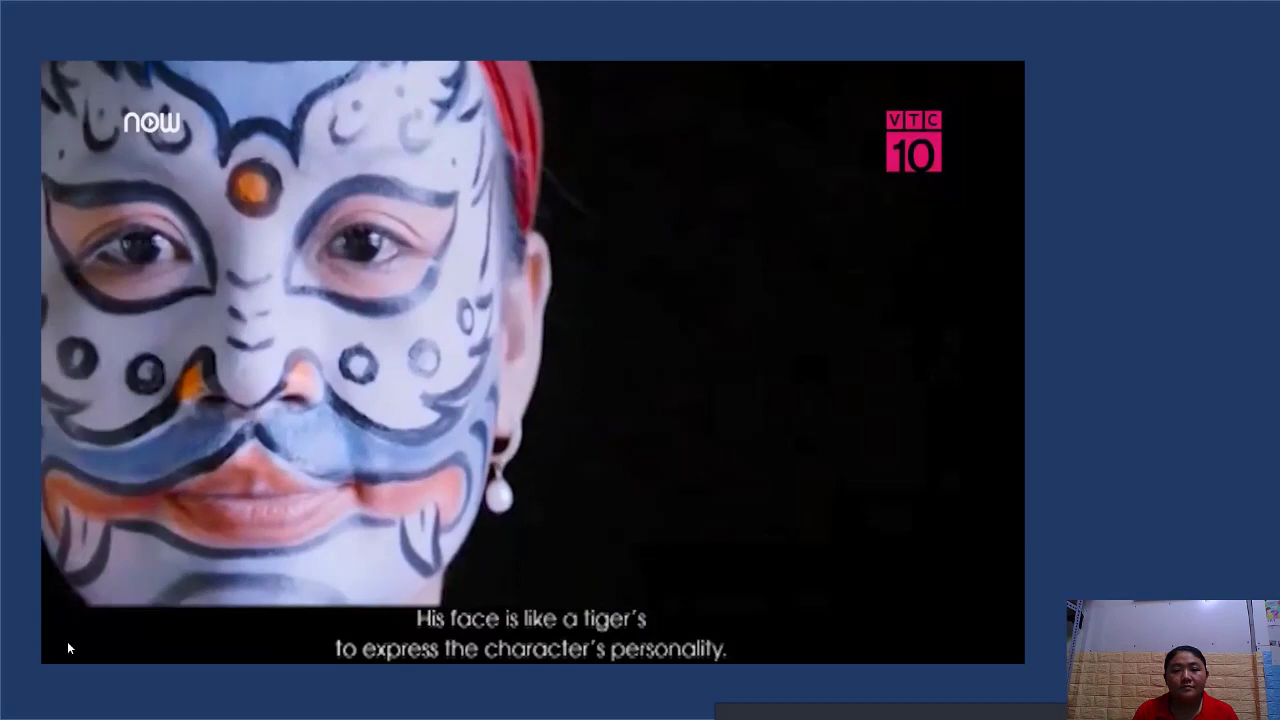 now
VTC
10
His face is like a tiger's
to express the character's personality.